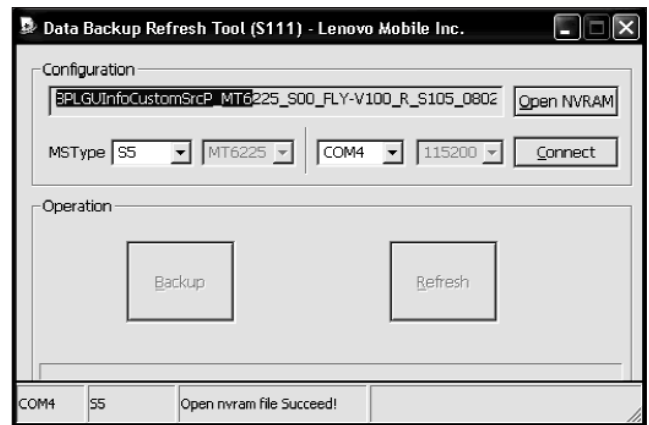 Data Backup Refresh Tool (S111) - Lenovo Mobile Inc.
Configuration
BPLGUInfoCustomSrcP_MT6225_S00_FLY-V100_R_S105_0802 Open NVRAM
MSType S5 MT6225 COM4 115200 Connect
Operation
Backup Refresh
COM4 S5 Open nvram file Succeed!